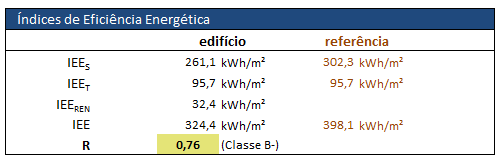 Índices de Eficiência Energética
edifício referência
IEES 261,1 kWh/m² 302,3 kWh/m²
IEET 95,7 kWh/m² 95,7 kWh/m²
IEEREN 32,4 kWh/m²
IEE 324,4 kWh/m² 398,1 kWh/m²
R 0,76 (Classe B-)